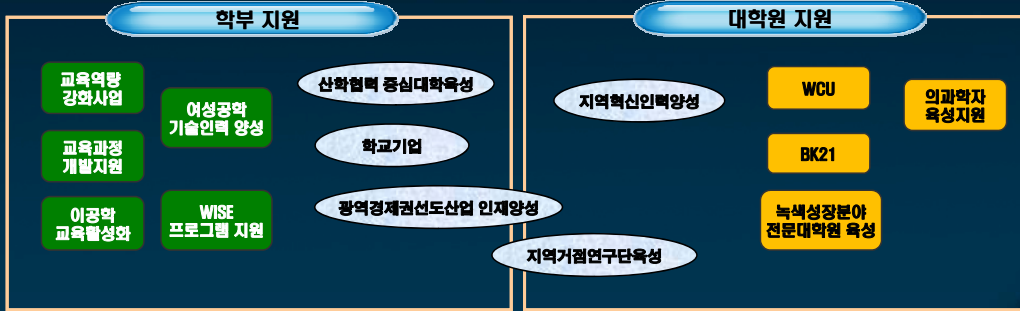 학부 지원
교육역량
강화사업
교육과정
개발지원
이공학
교육활성화
여성공학
기술인력 양성
WISE
프로그램 지원
산학협력 중심대학육성
학교기업
광역경제권선도산업 인재양성
지역거점연구단육성
대학원 지원
지역혁신인력양성
WCU
BK21
녹색성장분야
전문대학원 육성
의과학자
육성지원